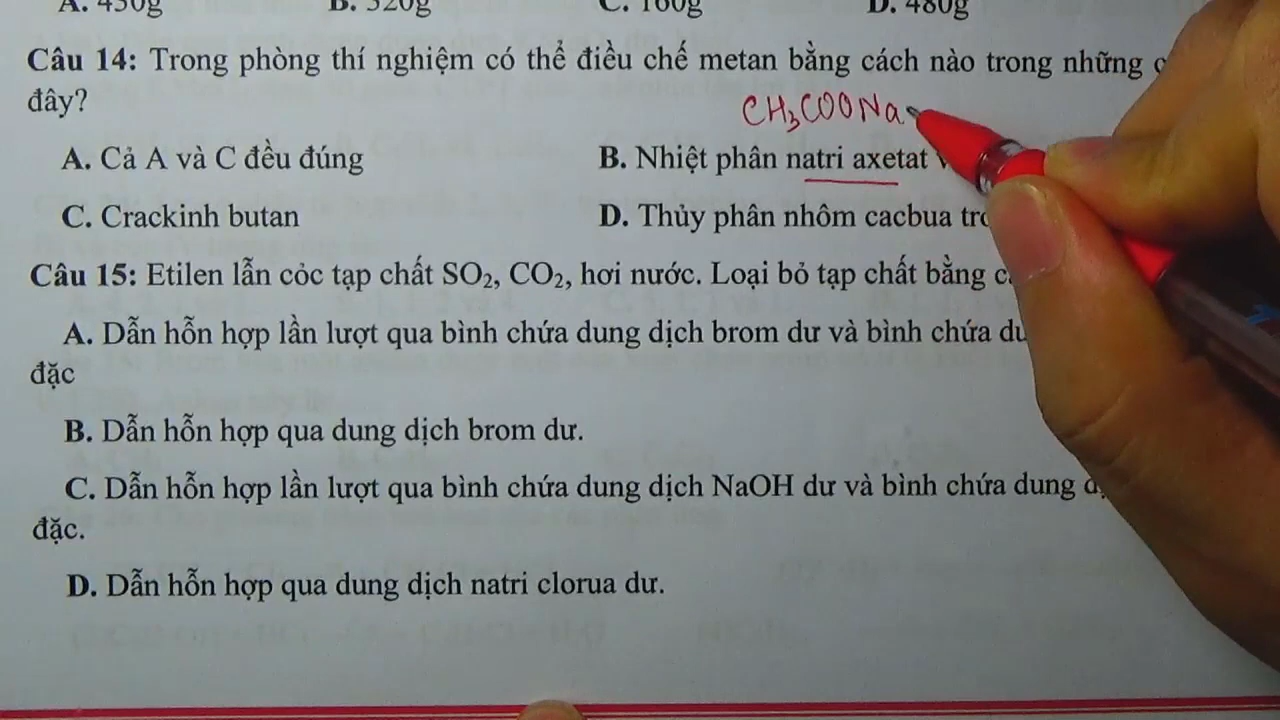 A. 450g B. 320g C. 160g D. 480g
Câu 14: Trong phòng thí nghiệm có thể điều chế metan bằng cách nào trong những
đây?
CH₃COONa
A. Cả A và C đều đúng B. Nhiệt phân natri axetat
C. Crackinh butan D. Thủy phân nhôm cacbua
Câu 15: Etilen lẫn cỏc tạp chất SO₂, CO₂, hơi nước. Loại bỏ tạp chất bằng
A. Dẫn hỗn hợp lần lượt qua bình chứa dung dịch brom dư và bình chứa
đặc
B. Dẫn hỗn hợp qua dung dịch brom dư.
C. Dẫn hỗn hợp lần lượt qua bình chứa dung dịch NaOH dư và bình chứa dung
đặc.
D. Dẫn hỗn hợp qua dung dịch natri clorua dư.